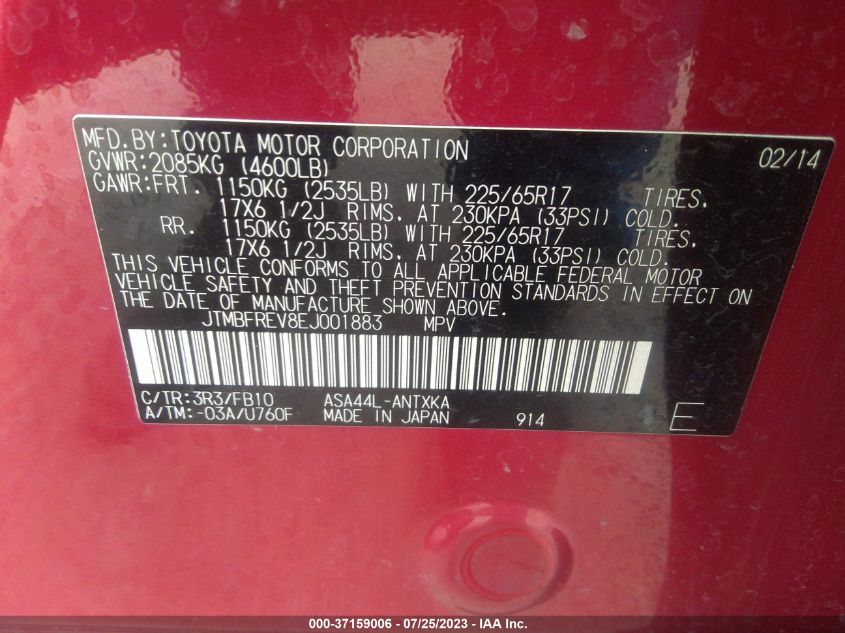 MFD.BY:TOYOTA MOTOR CORPORATION 02/14
GVWR:2085KG (4600LB)
GAWR:FRT. 1150KG (2535LB) WITH 225/65R17 TIRES.
17X6 1/2J RIMS, AT 230KPA (33PSI) COLD.
RR. 1150KG (2535LB) WITH 225/65R17 TIRES.
17X6 1/2J RIMS, AT 230KPA (33PSI) COLD.
THIS VEHICLE CONFORMS TO ALL APPLICABLE FEDERAL MOTOR
VEHICLE SAFETY AND THEFT PREVENTION STANDARDS IN EFFECT ON
THE DATE OF MANUFACTURE SHOWN ABOVE.
JTMBFREV8EJ001883 MPV
C/TR:3R3/FB10 ASA44L-ANTXKA
A/TM:-03A/U760F MADE IN JAPAN 914 E
000-37159006 - 07/25/2023 - IAA Inc.